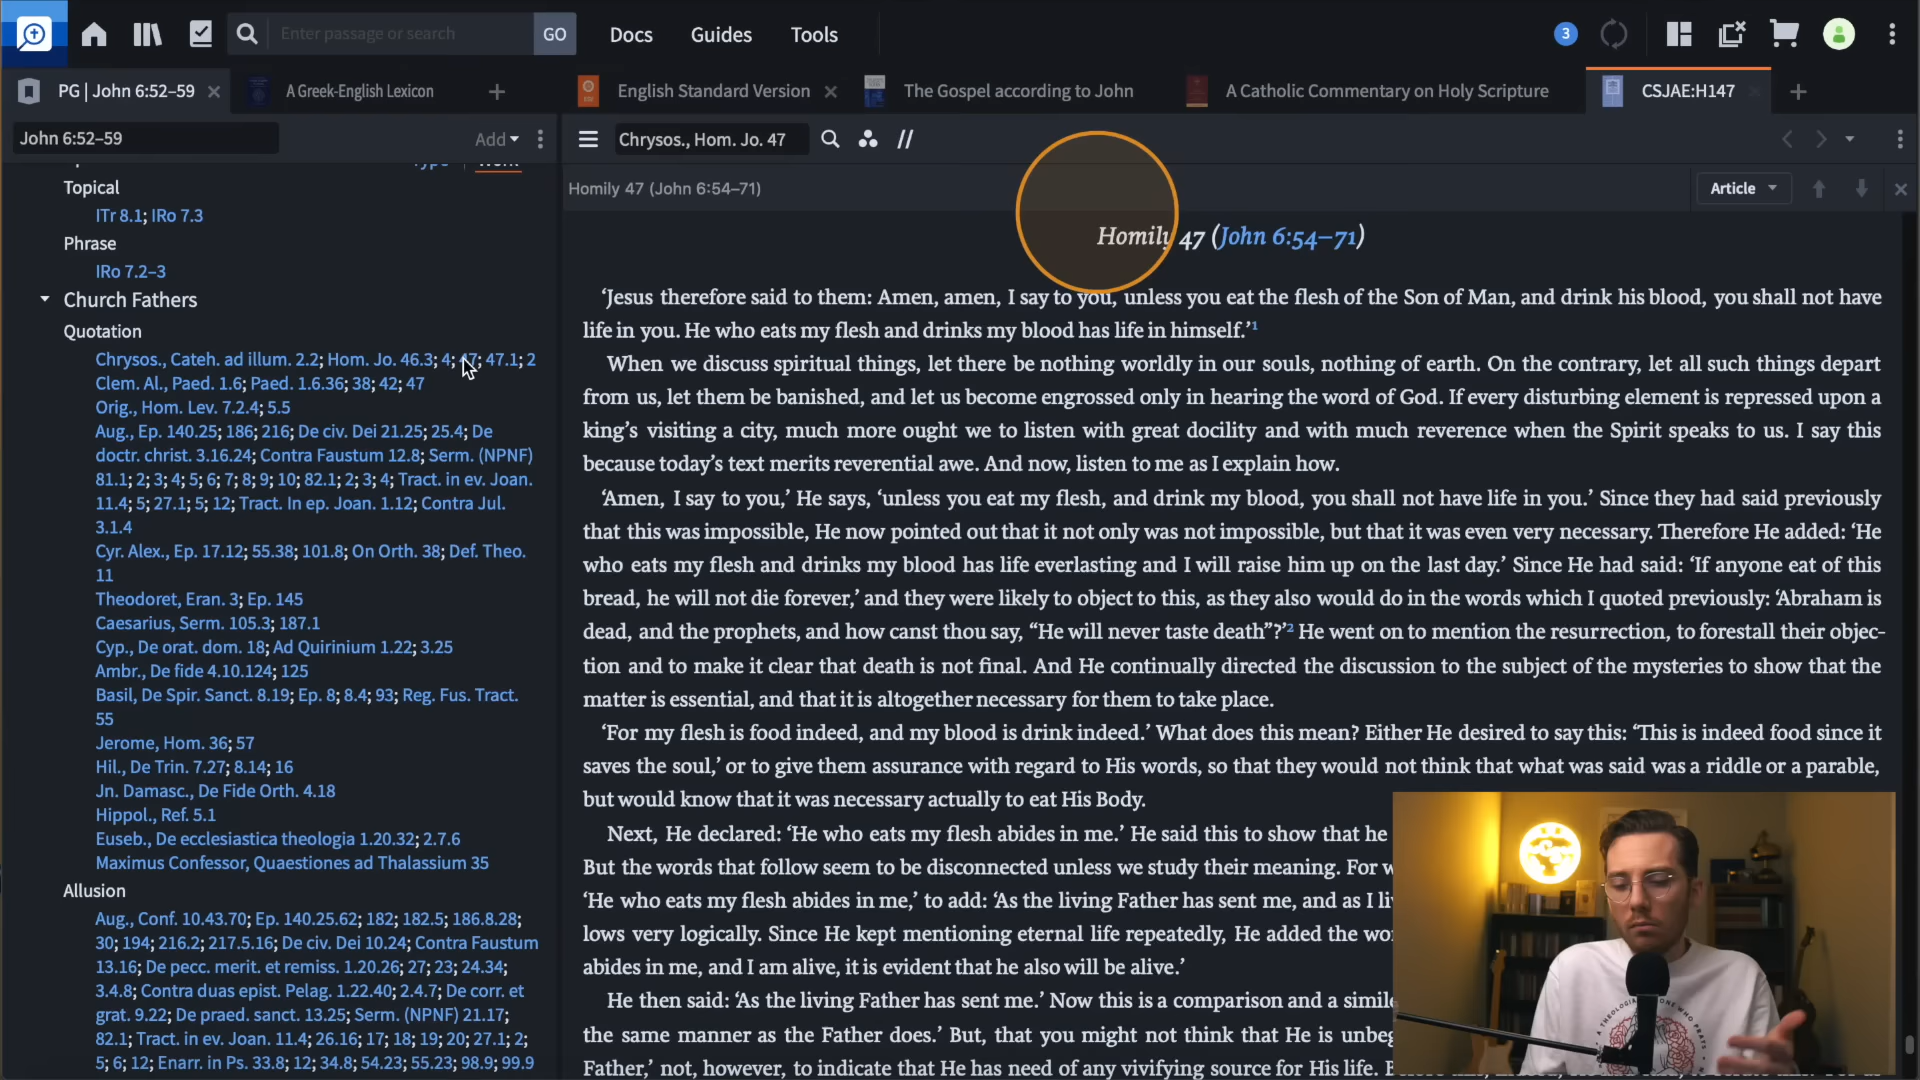 Enter passage or search
GO
Docs
Guides
Tools
3
PG | John 6:52–59
A Greek-English Lexicon
English Standard Version
The Gospel according to John
A Catholic Commentary on Holy Scripture
CSJAE:H147
John 6:52–59
Add
Chrysos., Hom. Jo. 47
Homily 47 (John 6:54–71)
Article
Topical
ITr 8.1; IRo 7.3
Phrase
IRo 7.2–3
Church Fathers
Quotation
Chrysos., Cateh. ad illum. 2.2; Hom. Jo. 46.3; 4; 47; 47.1; 2
Clem. Al., Paed. 1.6; Paed. 1.6.36; 38; 42; 47
Orig., Hom. Lev. 7.2.4; 5.5
Aug., Ep. 140.25; 186; 216; De civ. Dei 21.25; 25.4; De
doctr. christ. 3.16.24; Contra Faustum 12.8; Serm. (NPNF)
81.1; 2; 3; 4; 5; 6; 7; 8; 9; 10; 82.1; 2; 3; 4; Tract. in ev. Joan.
11.4; 5; 27.1; 5; 12; Tract. In ep. Joan. 1.12; Contra Jul.
3.1.4
Cyr. Alex., Ep. 17.12; 55.38; 101.8; On Orth. 38; Def. Theo.
11
Theodoret, Eran. 3; Ep. 145
Caesarius, Serm. 105.3; 187.1
Cyp., De orat. dom. 18; Ad Quirinium 1.22; 3.25
Ambr., De fide 4.10.124; 125
Basil, De Spir. Sanct. 8.19; Ep. 8; 8.4; 93; Reg. Fus. Tract.
55
Jerome, Hom. 36; 57
Hil., De Trin. 7.27; 8.14; 16
Jn. Damasc., De Fide Orth. 4.18
Hippol., Ref. 5.1
Euseb., De ecclesiastica theologia 1.20.32; 2.7.6
Maximus Confessor, Quaestiones ad Thalassium 35
Allusion
Aug., Conf. 10.43.70; Ep. 140.25.62; 182; 182.5; 186.8.28;
30; 194; 216.2; 217.5.16; De civ. Dei 10.24; Contra Faustum
13.16; De pecc. merit. et remiss. 1.20.26; 27; 23; 24.34;
3.4.8; Contra duas epist. Pelag. 1.22.40; 2.4.7; De corr. et
grat. 9.22; De praed. sanct. 13.25; Serm. (NPNF) 21.17;
82.1; Tract. in ev. Joan. 11.4; 26.16; 17; 18; 19; 20; 27.1; 2;
5; 6; 12; Enarr. in Ps. 33.8; 12; 34.8; 54.23; 55.23; 98.9; 99.9
Homily 47 (John 6:54–71)
‘Jesus therefore said to them: Amen, amen, I say to you, unless you eat the flesh of the Son of Man, and drink his blood, you shall not have
life in you. He who eats my flesh and drinks my blood has life in himself.’1
When we discuss spiritual things, let there be nothing worldly in our souls, nothing of earth. On the contrary, let all such things depart
from us, let them be banished, and let us become engrossed only in hearing the word of God. If every disturbing element is repressed upon a
king’s visiting a city, much more ought we to listen with great docility and with much reverence when the Spirit speaks to us. I say this
because today’s text merits reverential awe. And now, listen to me as I explain how.
‘Amen, I say to you,’ He says, ‘unless you eat my flesh, and drink my blood, you shall not have life in you.’ Since they had said previously
that this was impossible, He now pointed out that it not only was not impossible, but that it was even very necessary. Therefore He added: ‘He
who eats my flesh and drinks my blood has life everlasting and I will raise him up on the last day.’ Since He had said: ‘If anyone eat of this
bread, he will not die forever,’ and they were likely to object to this, as they also would do in the words which I quoted previously: ‘Abraham is
dead, and the prophets, and how canst thou say, “He will never taste death”?’2 He went on to mention the resurrection, to forestall their objec-
tion and to make it clear that death is not final. And He continually directed the discussion to the subject of the mysteries to show that the
matter is essential, and that it is altogether necessary for them to take place.
‘For my flesh is food indeed, and my blood is drink indeed.’ What does this mean? Either He desired to say this: ‘This is indeed food since it
saves the soul,’ or to give them assurance with regard to His words, so that they would not think that what was said was a riddle or a parable,
but would know that it was necessary actually to eat His Body.
Next, He declared: ‘He who eats my flesh abides in me.’ He said this to show that he
But the words that follow seem to be disconnected unless we study their meaning. For
‘He who eats my flesh abides in me,’ to add: ‘As the living Father has sent me, and as I
lows very logically. Since He kept mentioning eternal life repeatedly, He added the
abides in me, and I am alive, it is evident that he also will be alive.’
He then said: ‘As the living Father has sent me.’ Now this is a comparison and a
the same manner as the Father does.’ But, that you might not think that He is
Father,’ not, however, to indicate that He has need of any vivifying source for His life.